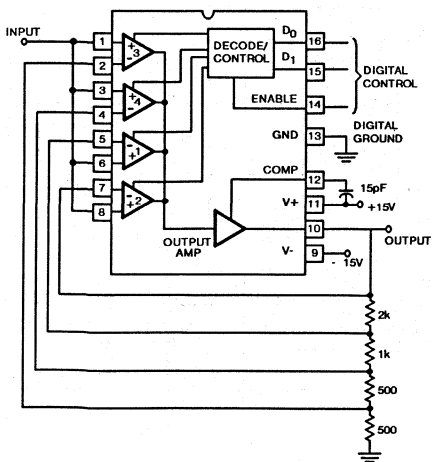 INPUT
1
2
3
4
5
6
7
8
+
3
-
+
4
-
-
1
+
-
2
+
DECODE/
CONTROL
D0
16
D1
15
DIGITAL
CONTROL
ENABLE
14
DIGITAL
GROUND
GND
13
COMP
12
15pF
V+
11
+15V
10
OUTPUT
OUTPUT
AMP
V-
9
- 15V
2k
1k
500
500